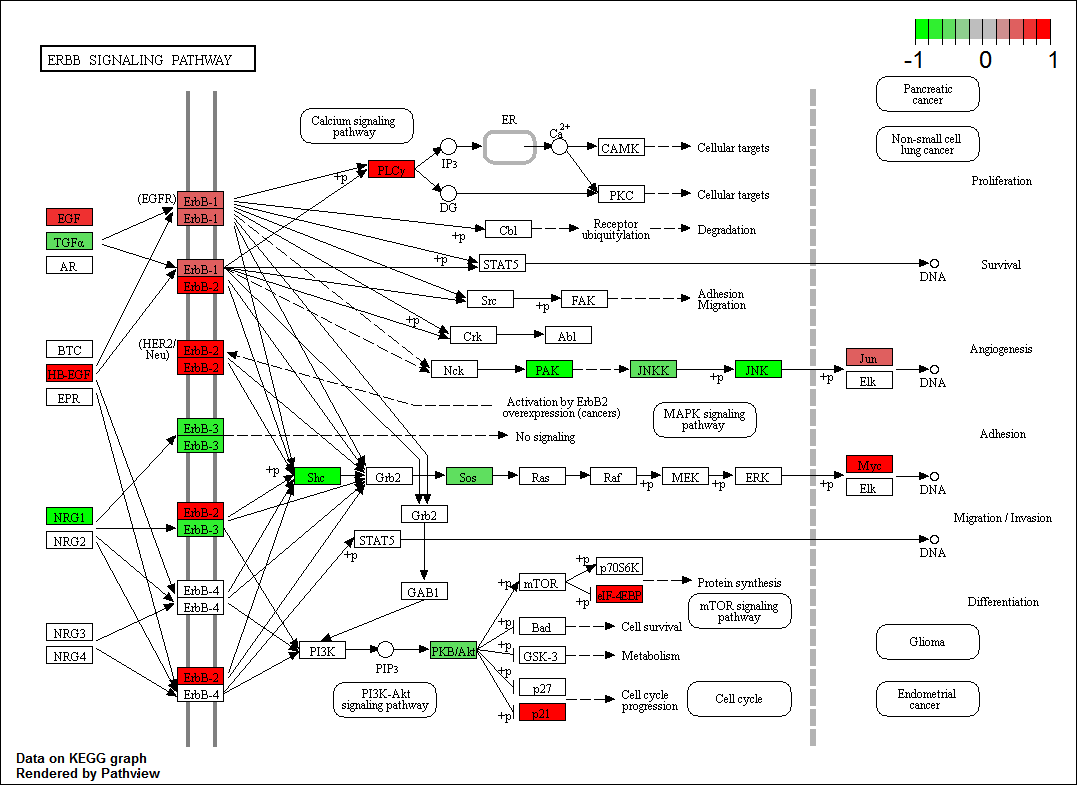 -1 0 1
ERBB SIGNALING PATHWAY
Pancreatic
cancer
Calcium signaling
pathway
ER
Ca2+
Non-small cell
lung cancer
IP3
CAMK
Cellular targets
+p
PLCγ
Proliferation
DG
PKC
Cellular targets
(EGFR)
ErbB-1
ErbB-1
EGF
TGFα
AR
+p
Cbl
Receptor
ubiquitylation
Degradation
+p
STAT5
DNA
Survival
ErbB-1
ErbB-2
Src
+p
FAK
Adhesion
Migration
+p
Crk
Abl
(HER2/
Neu)
ErbB-2
ErbB-2
BTC
HB-EGF
EPR
Nck
PAK
JNKK
+p
JNK
+p
Jun
Elk
DNA
Angiogenesis
Activation by ErbB2
overexpression (cancers)
MAPK signaling
pathway
ErbB-3
ErbB-3
No signaling
Adhesion
+p
Shc
Grb2
Sos
Ras
Raf
+p
MEK
+p
ERK
+p
Myc
Elk
DNA
NRG1
NRG2
ErbB-2
ErbB-3
Grb2
Migration / Invasion
STAT5
+p
DNA
ErbB-4
ErbB-4
GAB1
+p
mTOR
+p
p70S6K
+p
eIF-4EBP
Protein synthesis
mTOR signaling
pathway
Differentiation
NRG3
NRG4
+p
Bad
Cell survival
PI3K
PIP3
PKB/Akt
+p
GSK-3
Metabolism
Glioma
ErbB-2
ErbB-4
PI3K-Akt
signaling pathway
+p
p27
+p
p21
Cell cycle
progression
Cell cycle
Endometrial
cancer
Data on KEGG graph
Rendered by Pathview